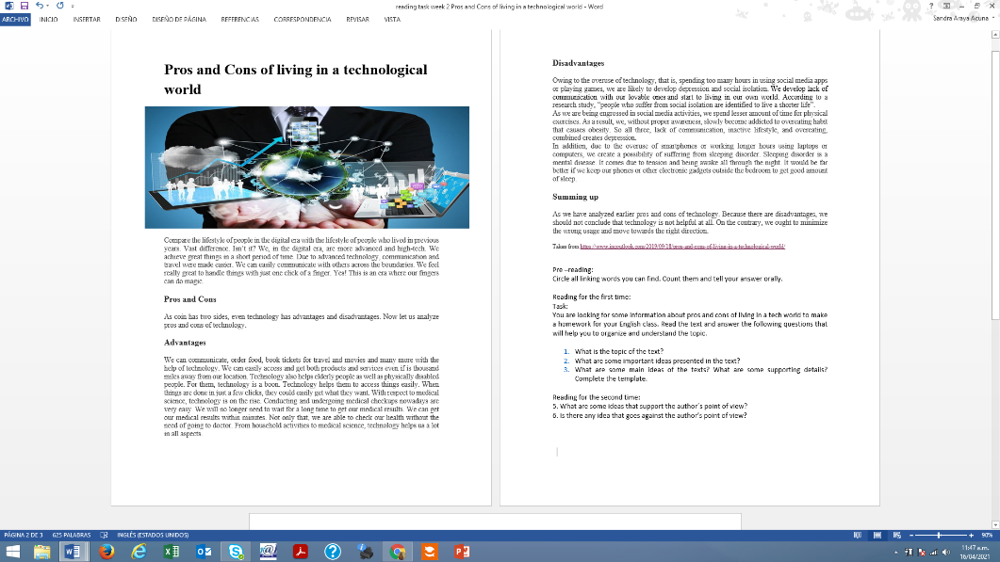 reading task week 2 Pros and Cons of living in a technological world - Word
ARCHIVO INICIO INSERTAR DISEÑO DISEÑO DE PÁGINA REFERENCIAS CORRESPONDENCIA REVISAR VISTA
Sandra Araya Acuna
Pros and Cons of living in a technological
world
Compare the lifestyle of people in the digital era with the lifestyle of people who lived in previous
years. Vast difference. Isn't it? We, in the digital era, are more advanced and high-tech. We
achieve great things in a short period of time. Due to advanced technology, communication and
travel were made easier. We can easily communicate with others across the boundaries. We feel
really great to handle things with just one click of a finger. Yes! This is an era where our fingers
can do magic.
Pros and Cons
As coin has two sides, even technology has advantages and disadvantages. Now let us analyze
pros and cons of technology.
Advantages
We can communicate, order food, book tickets for travel and movies and many more with the
help of technology. We can easily access and get both products and services even if is thousand
miles away from our location. Technology also helps elderly people as well as physically disabled
people. For them, technology is a boon. Technology helps them to access things easily. When
things are done in just a few clicks, they could easily get what they want. With respect to medical
science, technology is on the rise. Conducting and undergoing medical checkups nowadays are
very easy. We will no longer need to wait for a long time to get our medical results. We can get
our medical results within minutes. Not only that, we are able to check our health without the
need of going to doctor. From household activities to medical science, technology helps us a lot
in all aspects.
Disadvantages
Owing to the overuse of technology, that is, spending too many hours in using social media apps
or playing games, we are likely to develop depression and social isolation. We develop lack of
communication with our lovable ones and start to living in our own world. According to a
research study, "people who suffer from social isolation are identified to live a shorter life".
As we are being engrossed in social media activities, we spend lesser amount of time for physical
exercises. As a result, we, without proper awareness, slowly become addicted to overeating habit
that causes obesity. So all three, lack of communication, inactive lifestyle, and overeating,
combined creates depression.
In addition, due to the overuse of smartphones or working longer hours using laptops or
computers, we create a possibility of suffering from sleeping disorder. Sleeping disorder is a
mental disease. It comes due to tension and being awake all through the night. It would be far
better if we keep our phones or other electronic gadgets outside the bedroom to get good amount
of sleep.
Summing up
As we have analyzed earlier pros and cons of technology. Because there are disadvantages, we
should not conclude that technology is not helpful at all. On the contrary, we ought to minimize
the wrong usage and move towards the right direction.
Taken from https://www.incoutlook.com/2019/09/18/pros-and-cons-of-living-in-a-technological-world/
Pre –reading:
Circle all linking words you can find. Count them and tell your answer orally.
Reading for the first time:
Task:
You are looking for some information about pros and cons of living in a tech world to make
a homework for your English class. Read the text and answer the following questions that
will help you to organize and understand the topic.
1. What is the topic of the text?
2. What are some important ideas presented in the text?
3. What are some main ideas of the texts? What are some supporting details?
Complete the template.
Reading for the second time:
5. What are some ideas that support the author's point of view?
6. Is there any idea that goes against the author's point of view?
PÁGINA 2 DE 3 625 PALABRAS INGLÉS (ESTADOS UNIDOS) 90%
11:47 a.m.
16/04/2021